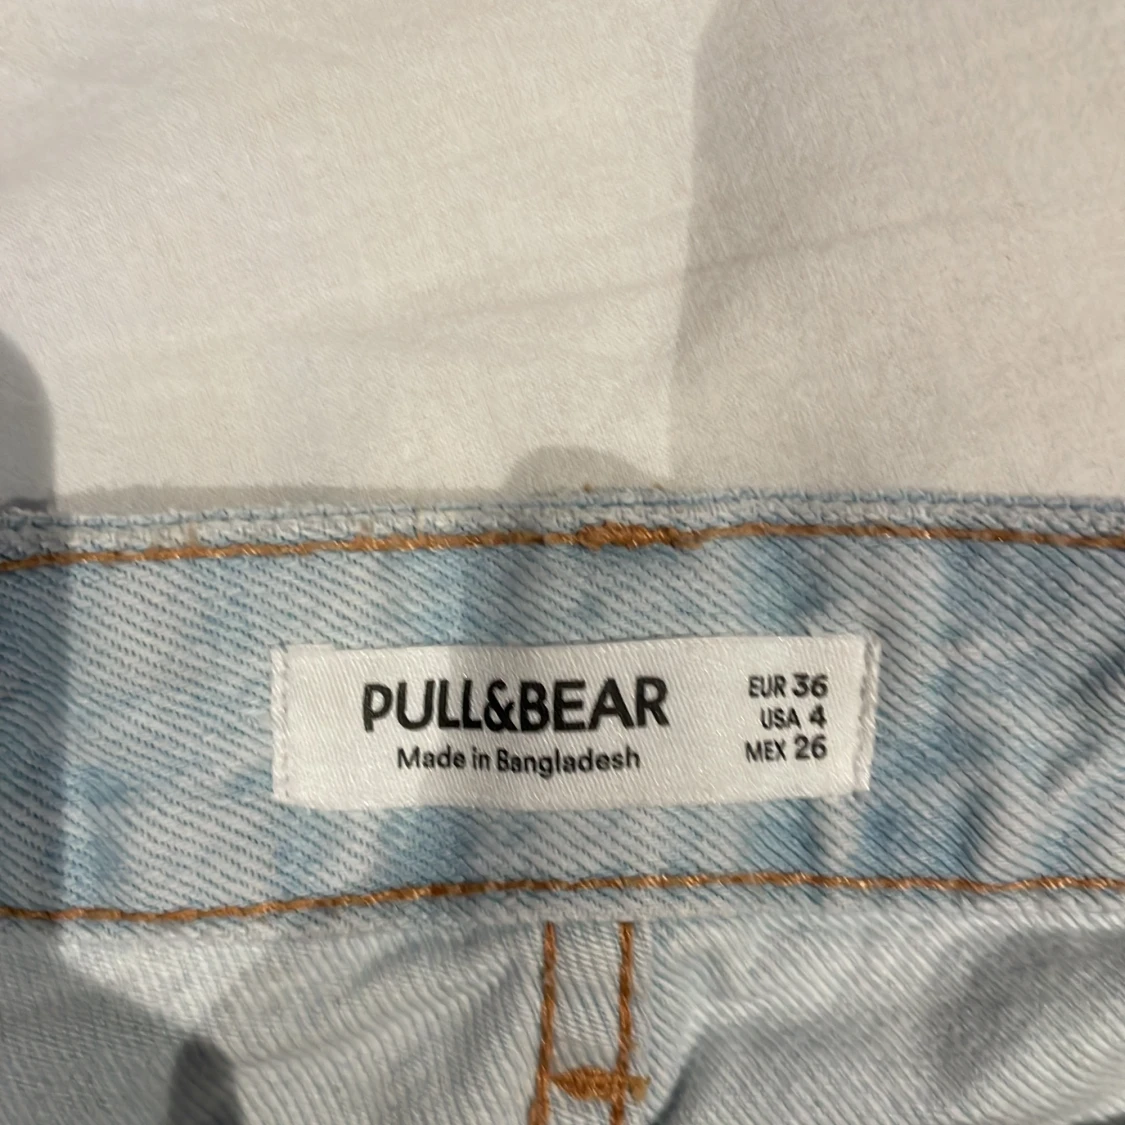 PULL&BEAR
Made in Bangladesh
EUR 36
USA 4
MEX 26